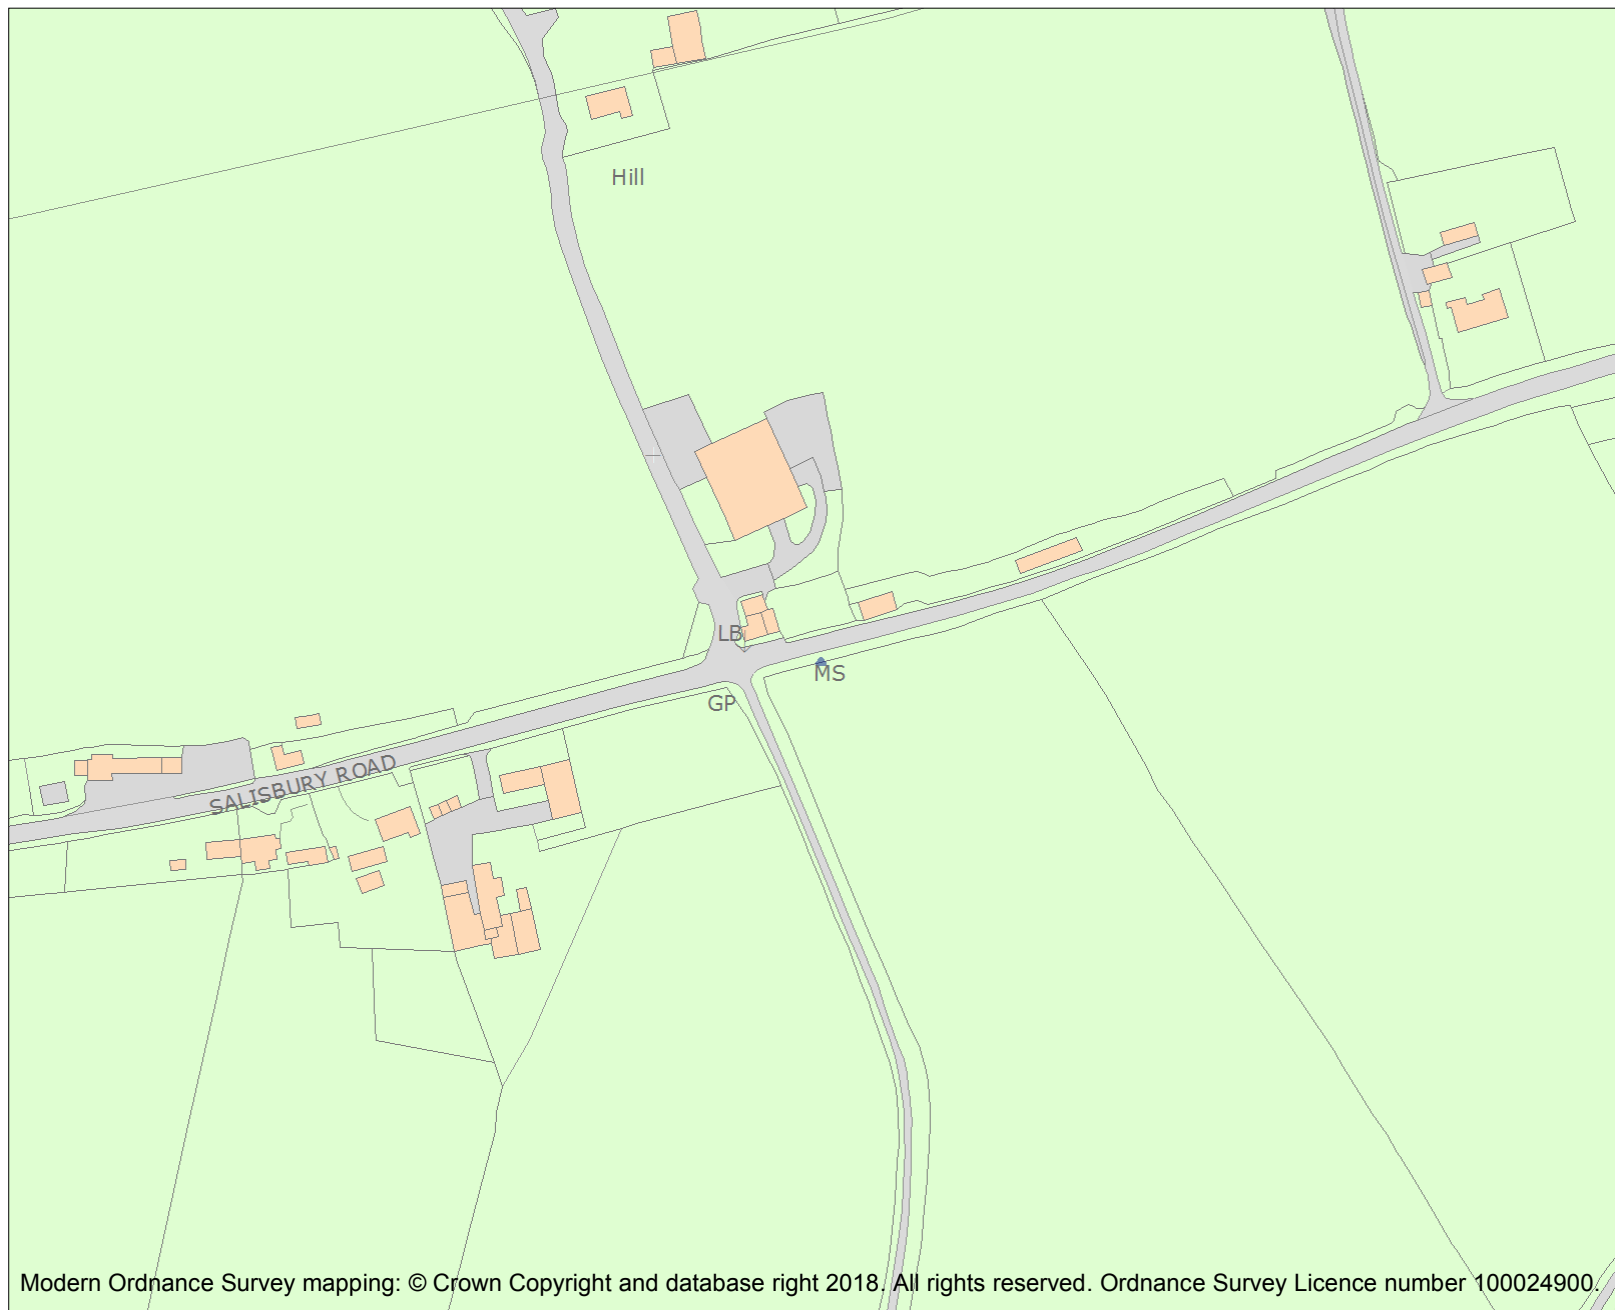 Hill
LB
MS
GP
SALISBURY ROAD
Modern Ordnance Survey mapping: © Crown Copyright and database right 2018. All rights reserved. Ordnance Survey Licence number 100024900.